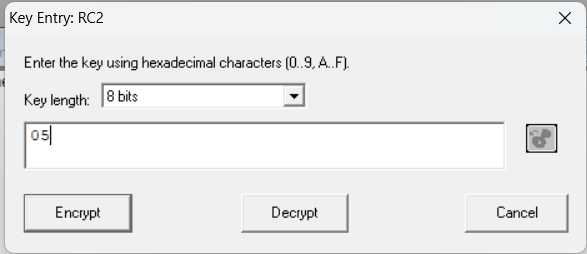 Key Entry: RC2
Enter the key using hexadecimal characters (0..9, A..F).
Key length: 8 bits
05
Encrypt Decrypt Cancel